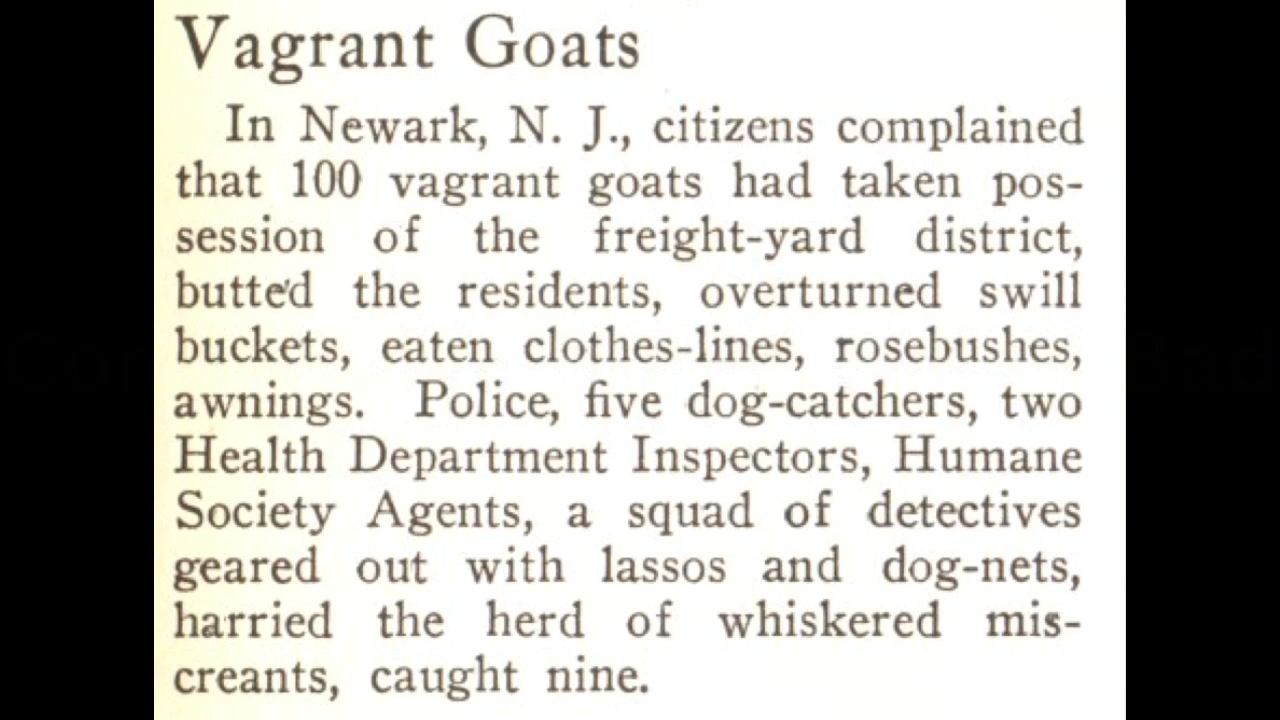 Vagrant Goats
In Newark, N. J., citizens complained
that 100 vagrant goats had taken pos-
session of the freight-yard district,
butted the residents, overturned swill
buckets, eaten clothes-lines, rosebushes,
awnings. Police, five dog-catchers, two
Health Department Inspectors, Humane
Society Agents, a squad of detectives
geared out with lassos and dog-nets,
harried the herd of whiskered mis-
creants, caught nine.